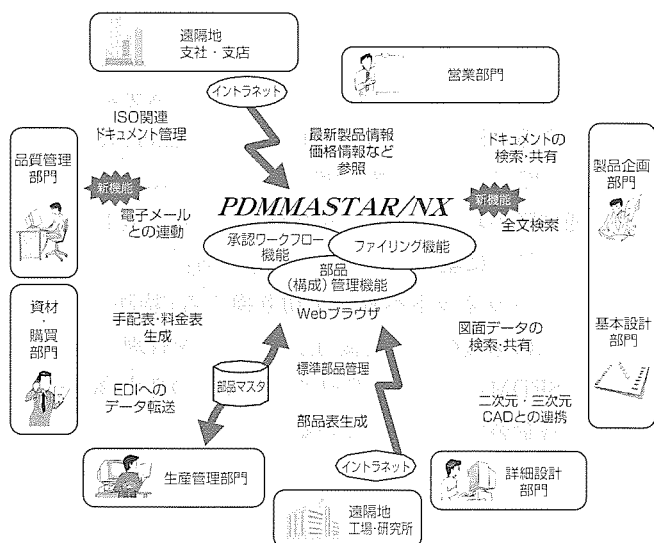 遠隔地
支社・支店
営業部門
イントラネット
ISO関連
ドキュメント管理
最新製品情報
価格情報など
参照
ドキュメントの
検索・共有
品質管理
部門
製品企画
部門
新機能
電子メール
との連動
PDMMASTAR/NX
新機能
全文検索
承認ワークフロー
機能
ファイリング機能
部品
(構成)管理機能
Webブラウザ
資材
・
購買
部門
手配表・料金表
生成
図面データの
検索・共有
基本設計
部門
標準部品管理
EDIへの
データ転送
部品マスタ
部品表生成
二次元・三次元
CADとの連携
生産管理部門
イントラネット
詳細設計
部門
遠隔地
工場・研究所